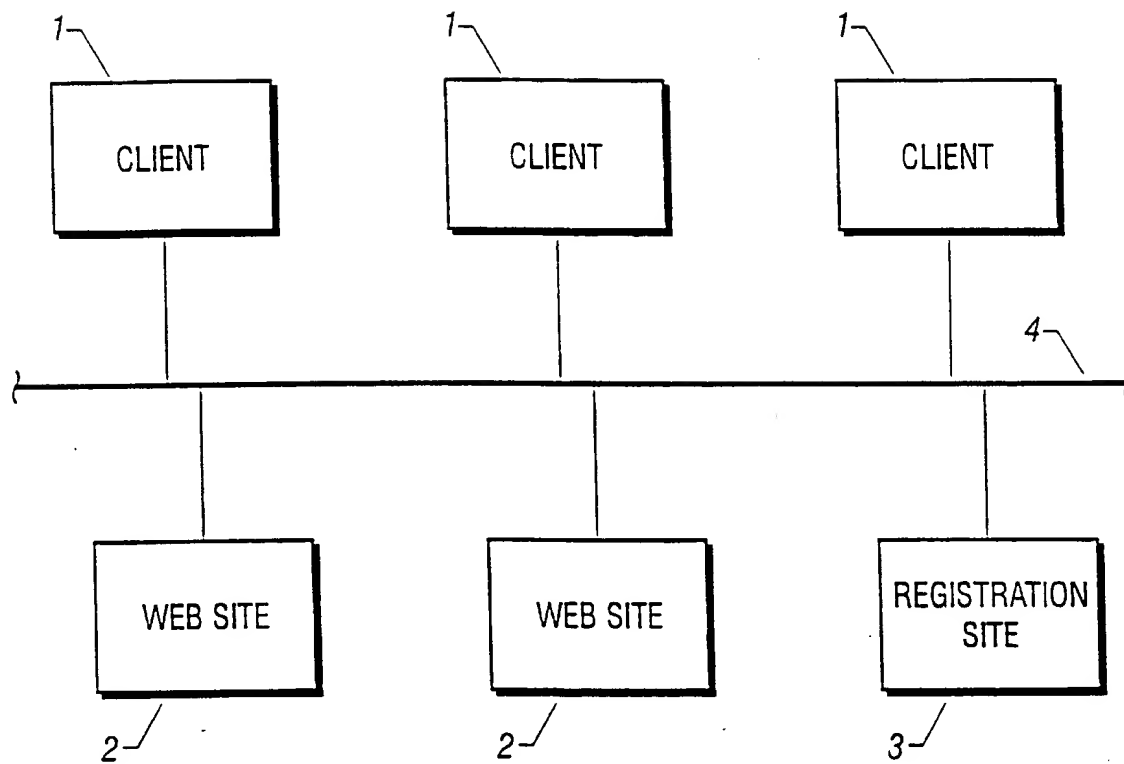 1 1 1
CLIENT CLIENT CLIENT
4
WEB SITE WEB SITE REGISTRATION
SITE
2 2 3